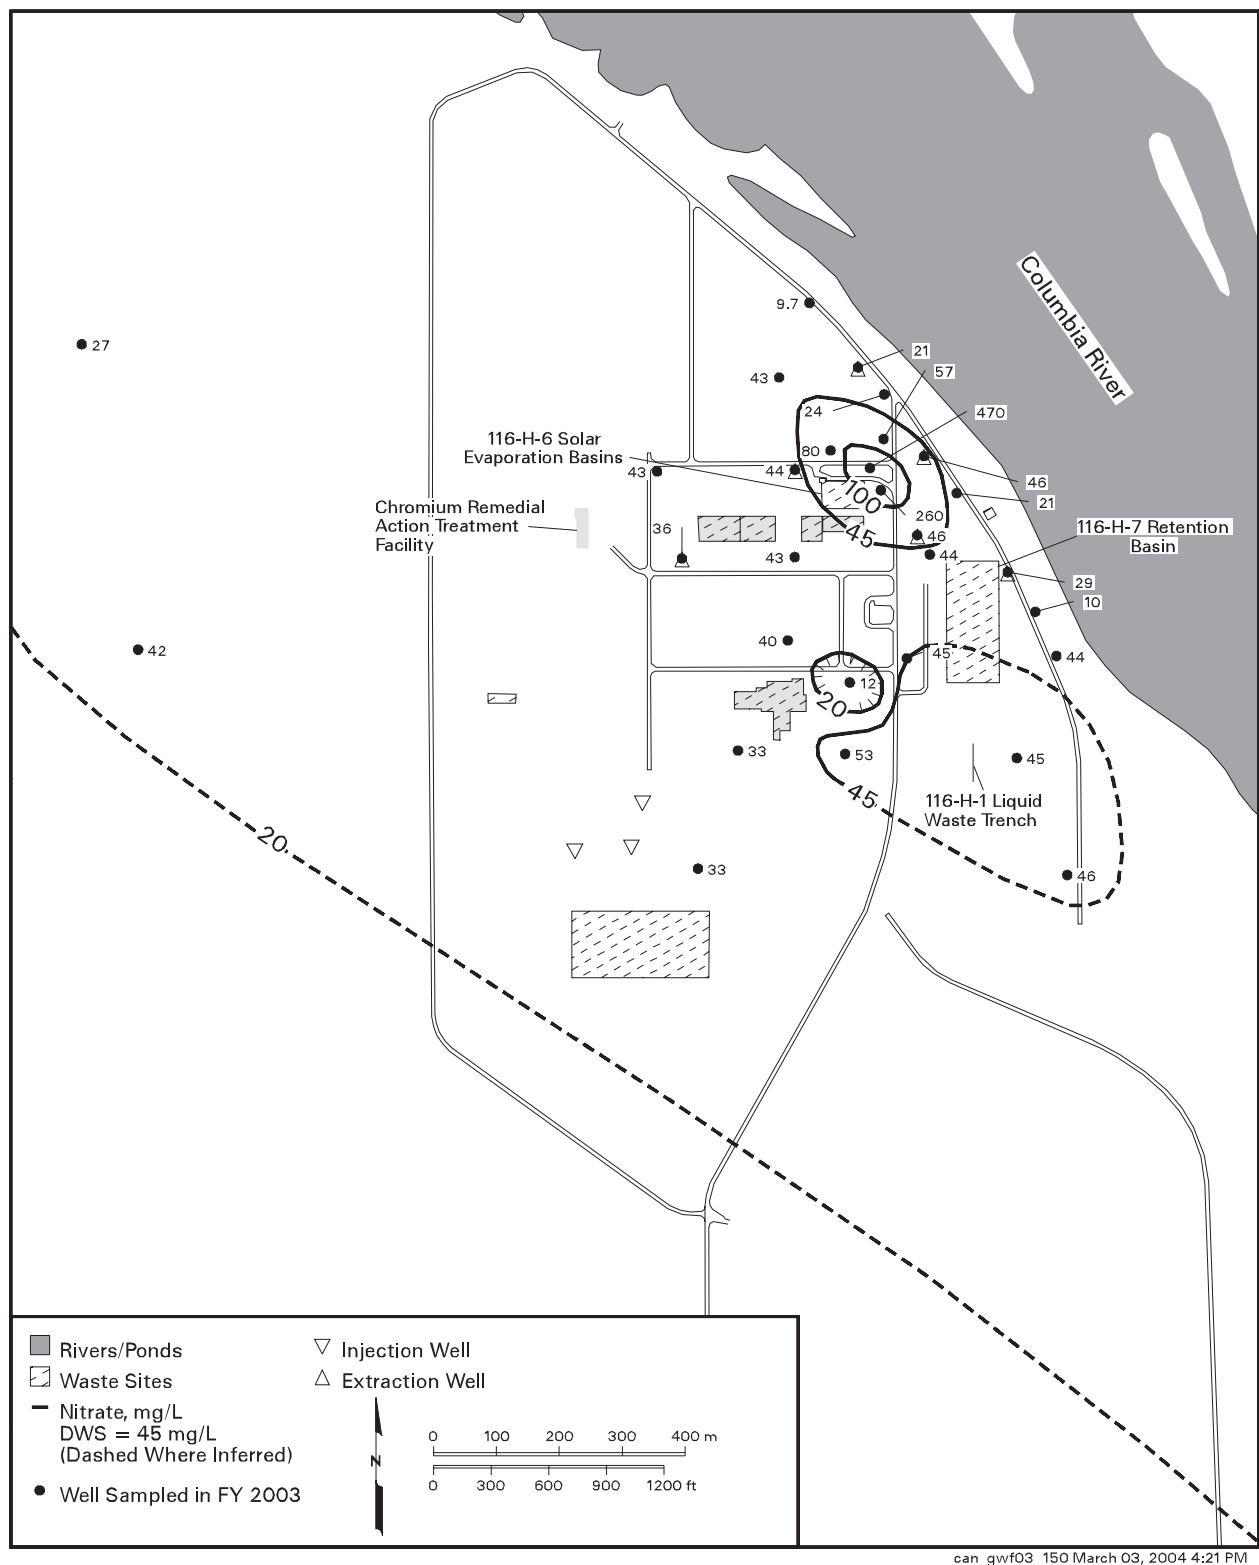 Columbia River
9.7
27
21
57
43
24
470
116-H-6 Solar
Evaporation Basins
80
43
44
46
21
100
Chromium Remedial
Action Treatment
Facility
260
36
45
46
116-H-7 Retention
Basin
43
44
29
10
40
42
45
44
12
20
33
53
45
45
116-H-1 Liquid
Waste Trench
20
33
46
Rivers/Ponds
Waste Sites
Nitrate, mg/L
DWS = 45 mg/L
(Dashed Where Inferred)
Well Sampled in FY 2003
Injection Well
Extraction Well
N
0 100 200 300 400 m
0 300 600 900 1200 ft
can_gwf03_150 March 03, 2004 4:21 PM